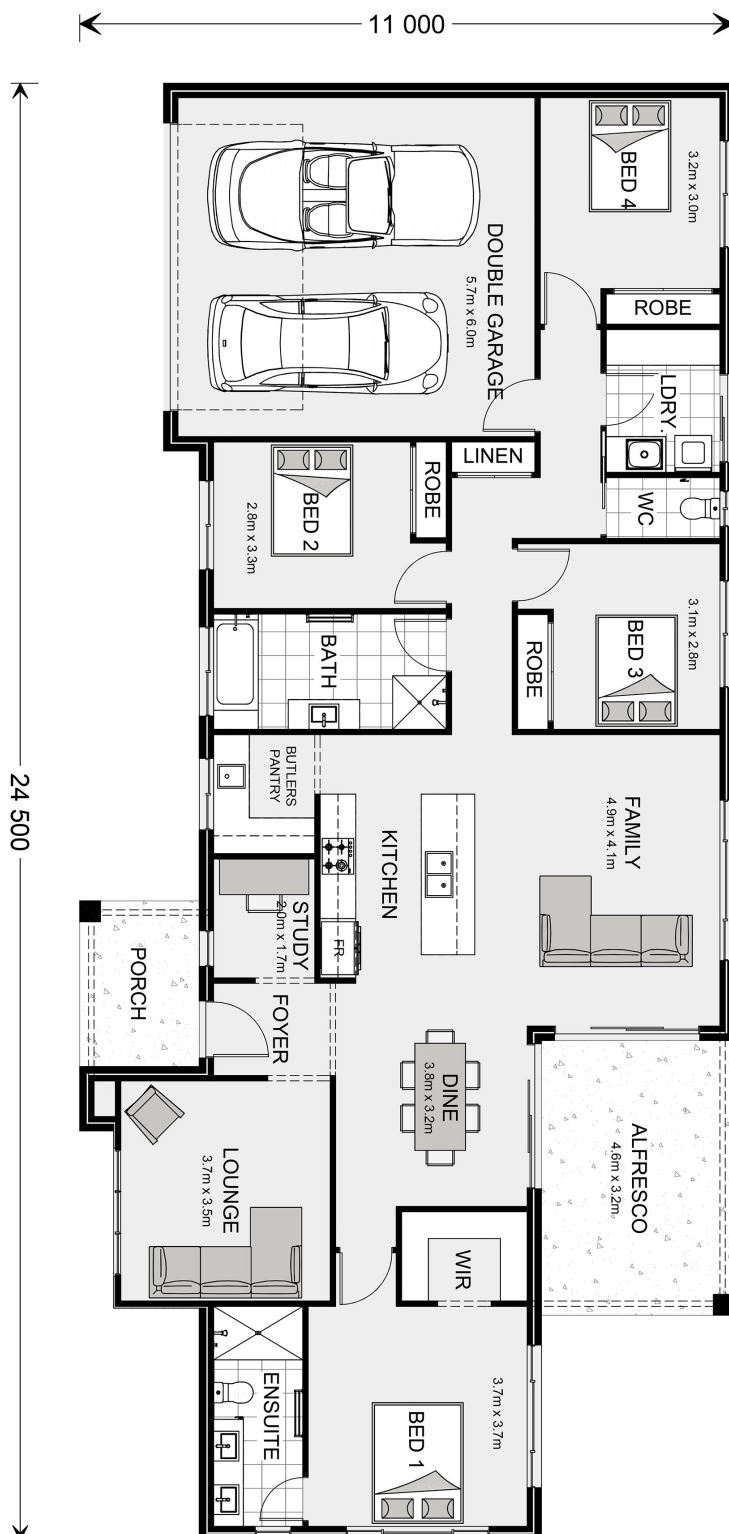 11 000
24 500
BED 4
3.2m x 3.0m
ROBE
DOUBLE GARAGE
5.7m x 6.0m
LDRY.
LINEN
WC
BED 2
2.8m x 3.3m
ROBE
BED 3
3.1m x 2.8m
ROBE
BATH
BUTLERS
PANTRY
KITCHEN
FAMILY
4.9m x 4.1m
STUDY
2.0m x 1.7m
FR
PORCH
FOYER
DINE
3.8m x 3.2m
ALFRESCO
4.6m x 3.2m
LOUNGE
3.7m x 3.5m
WIR
ENSUITE
BED 1
3.7m x 3.7m